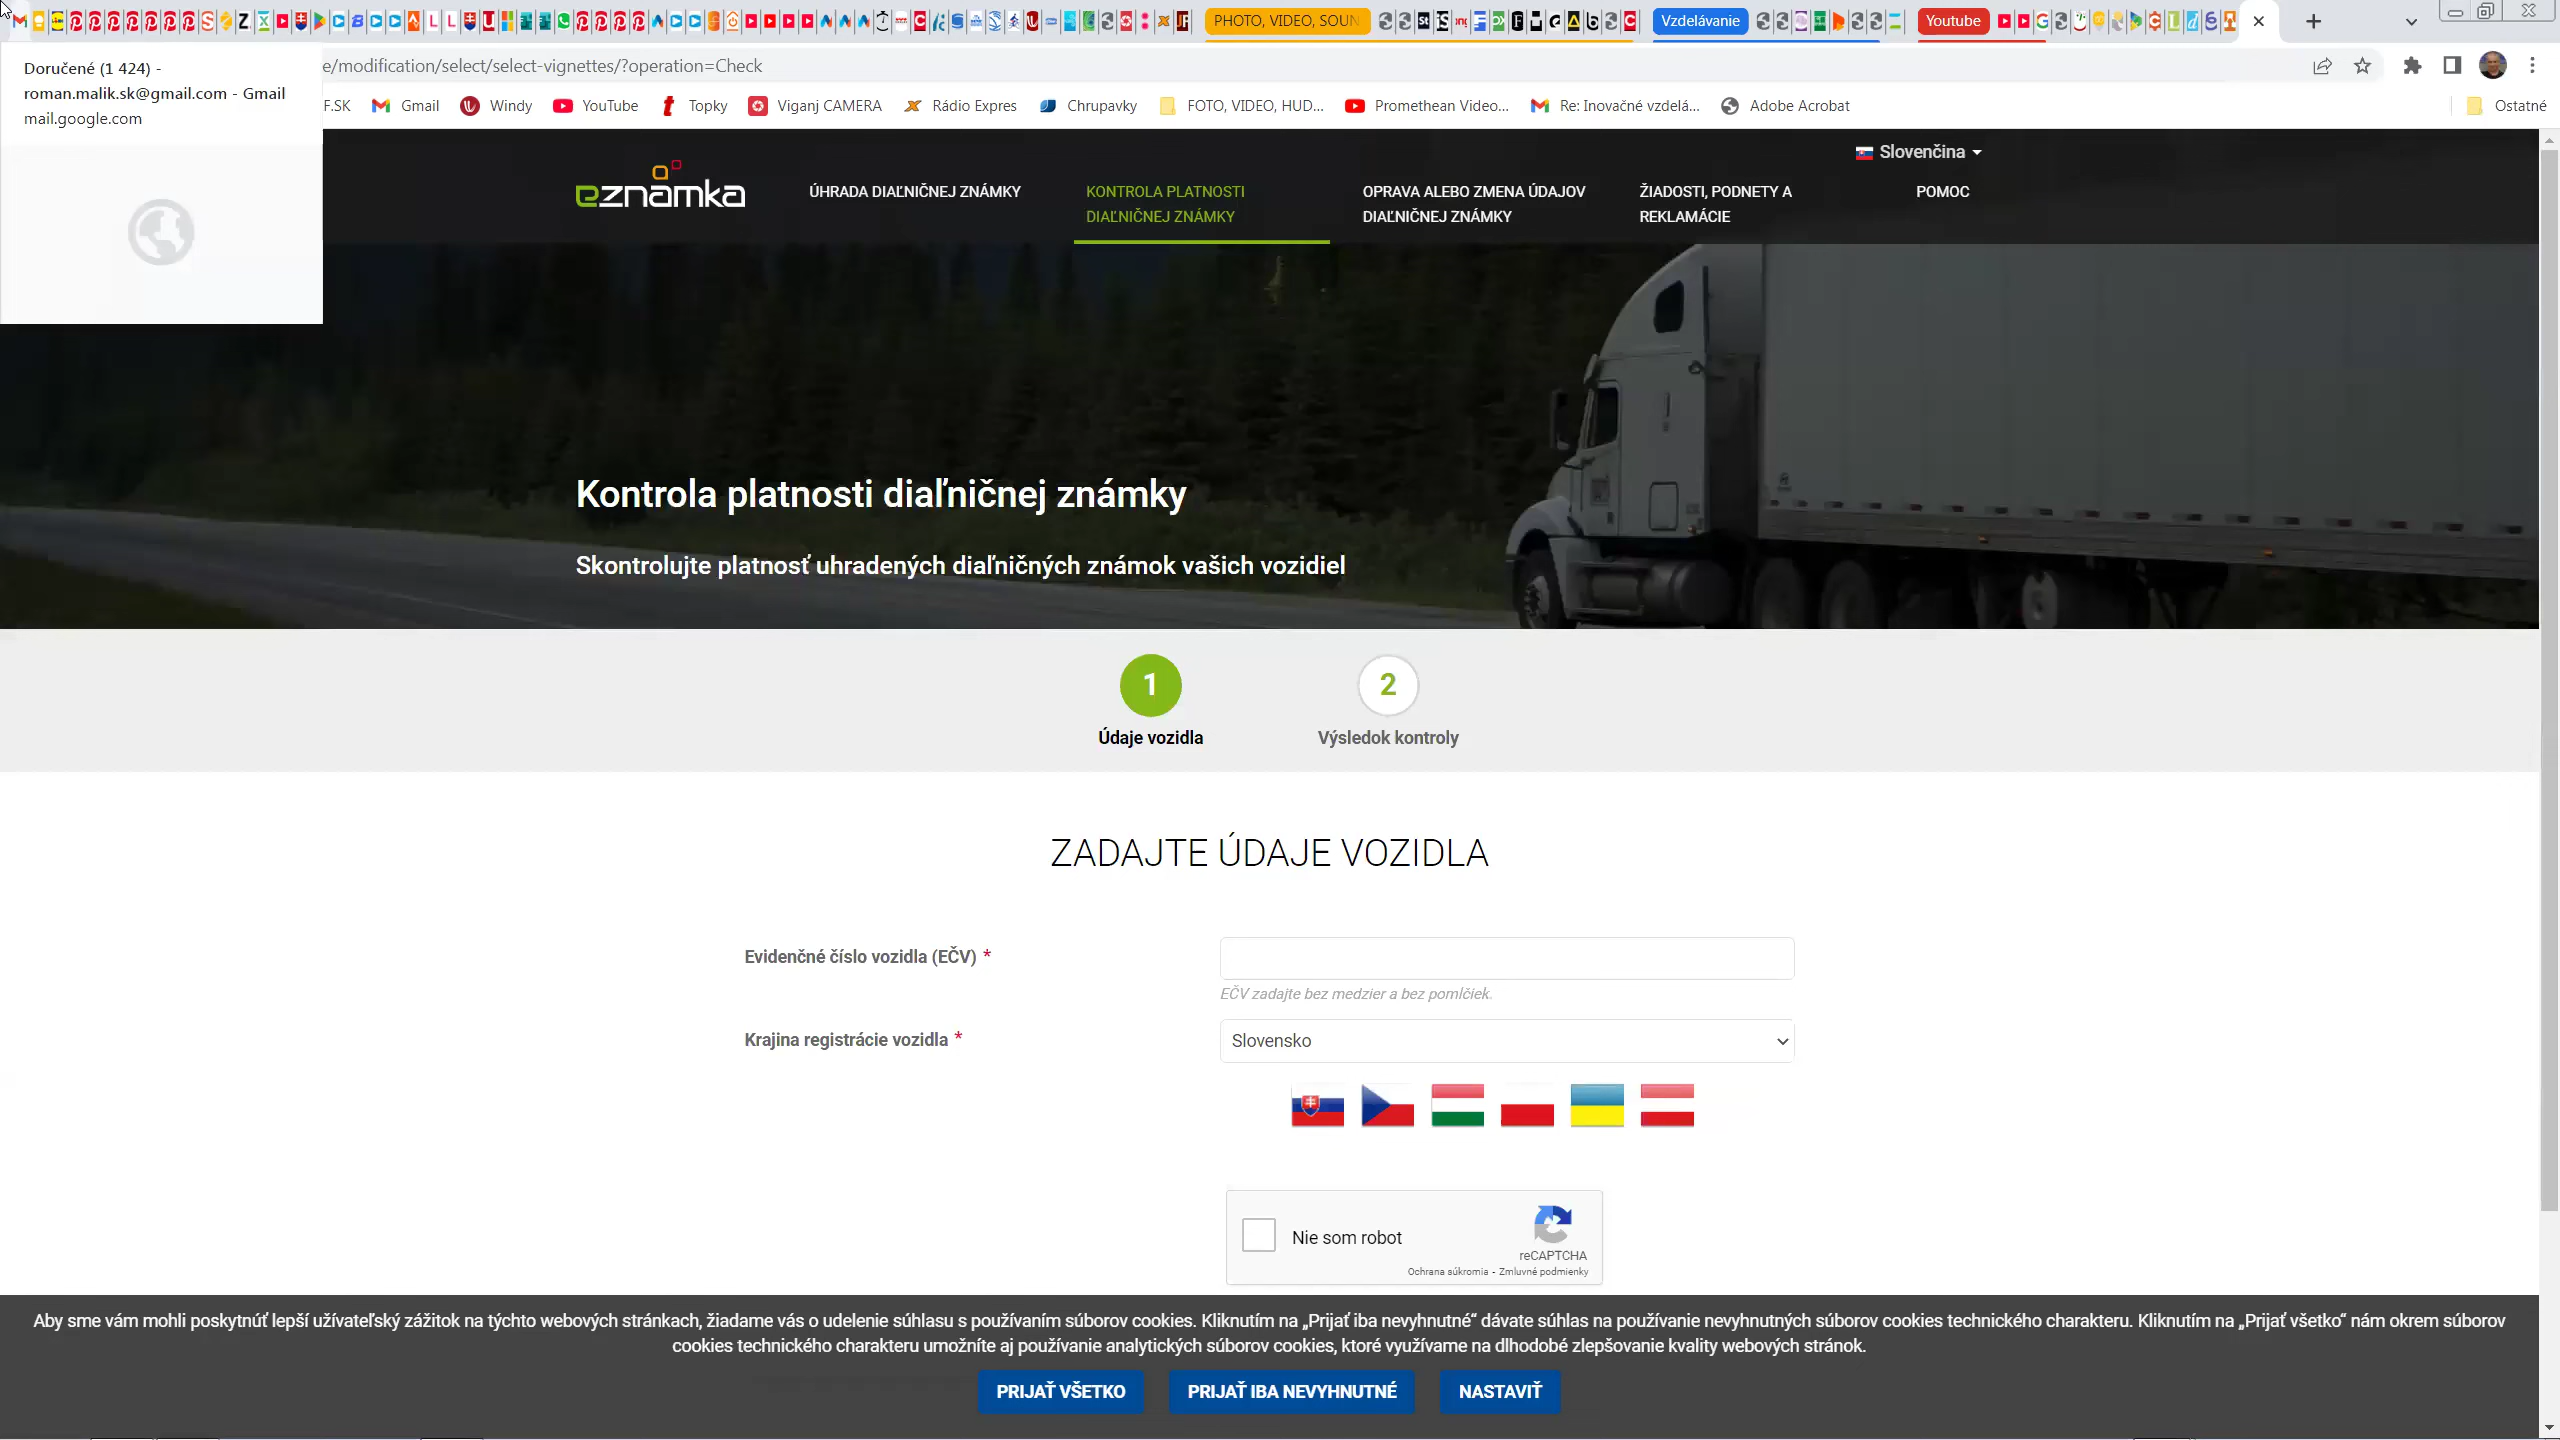 PHOTO, VIDEO, SOUN
Vzdelávanie
Youtube
Doručené (1 424) -
roman.malik.sk@gmail.com - Gmail
mail.google.com
e/modification/select/select-vignettes/?operation=Check
F.SK
Gmail
Windy
YouTube
Topky
Viganj CAMERA
Rádio Expres
Chrupavky
FOTO, VIDEO, HUD...
Promethean Video...
Re: Inovačné vzdelá...
Adobe Acrobat
Ostatné
Slovenčina
eznámka
ÚHRADA DIAĽNIČNEJ ZNÁMKY
KONTROLA PLATNOSTI
DIAĽNIČNEJ ZNÁMKY
OPRAVA ALEBO ZMENA ÚDAJOV
DIAĽNIČNEJ ZNÁMKY
ŽIADOSTI, PODNETY A
REKLAMÁCIE
POMOC
Kontrola platnosti diaľničnej známky
Skontrolujte platnosť uhradených diaľničných známok vašich vozidiel
1
2
Údaje vozidla
Výsledok kontroly
ZADAJTE ÚDAJE VOZIDLA
Evidenčné číslo vozidla (EČV) *
EČV zadajte bez medzier a bez pomlčiek.
Krajina registrácie vozidla *
Slovensko
Nie som robot
reCAPTCHA
Ochrana súkromia - Zmluvné podmienky
Aby sme vám mohli poskytnúť lepší užívateľský zážitok na týchto webových stránkach, žiadame vás o udelenie súhlasu s používaním súborov cookies. Kliknutím na „Prijať iba nevyhnutné“ dávate súhlas na používanie nevyhnutných súborov cookies technického charakteru. Kliknutím na „Prijať všetko“ nám okrem súborov
cookies technického charakteru umožníte aj používanie analytických súborov cookies, ktoré využívame na dlhodobé zlepšovanie kvality webových stránok.
PRIJAŤ VŠETKO
PRIJAŤ IBA NEVYHNUTNÉ
NASTAVIŤ